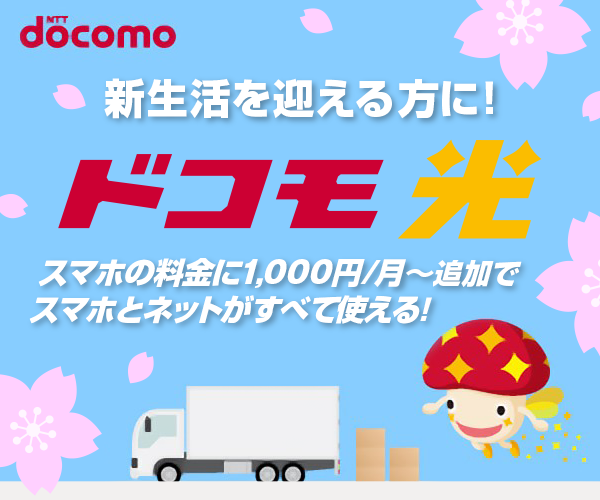 NTT
döcomo
新生活を迎える方に!
ドコモ光
スマホの料金に1,000円/月～追加で
スマホとネットがすべて使える!